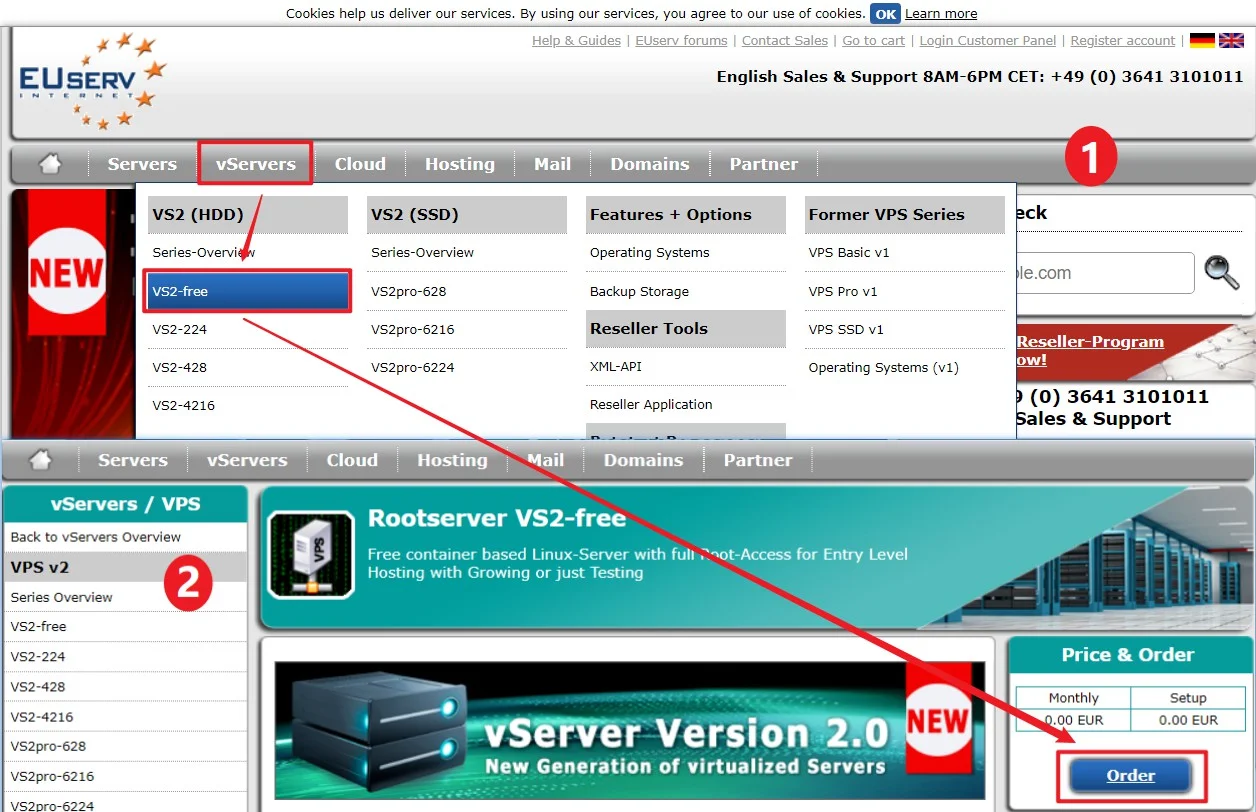 Cookies help us deliver our services. By using our services, you agree to our use of cookies. OK Learn more
Help & Guides | EUserv forums | Contact Sales | Go to cart | Login Customer Panel | Register account |
EUSERV
INTERNET
English Sales & Support 8AM-6PM CET: +49 (0) 3641 3101011
1
Servers vServers Cloud Hosting Mail Domains Partner
NEW
VS2 (HDD)
Series-Overview
VS2-free
VS2-224
VS2-428
VS2-4216
VS2 (SSD)
Series-Overview
VS2pro-628
VS2pro-6216
VS2pro-6224
Features + Options
Operating Systems
Backup Storage
Reseller Tools
XML-API
Reseller Application
Former VPS Series
VPS Basic v1
VPS Pro v1
VPS SSD v1
Operating Systems (v1)
eck
ple.com
Reseller-Program
ow!
9 (0) 3641 3101011
Sales & Support
Servers vServers Cloud Hosting Mail Domains Partner
vServers / VPS
Back to vServers Overview
VPS v2
2
Series Overview
VS2-free
VS2-224
VS2-428
VS2-4216
VS2pro-628
VS2pro-6216
VS2pro-6224
VPS
Rootserver VS2-free
Free container based Linux-Server with full Root-Access for Entry Level
Hosting with Growing or just Testing
vServer Version 2.0
New Generation of virtualized Servers
NEW
Price & Order
Monthly Setup
0.00 EUR 0.00 EUR
Order